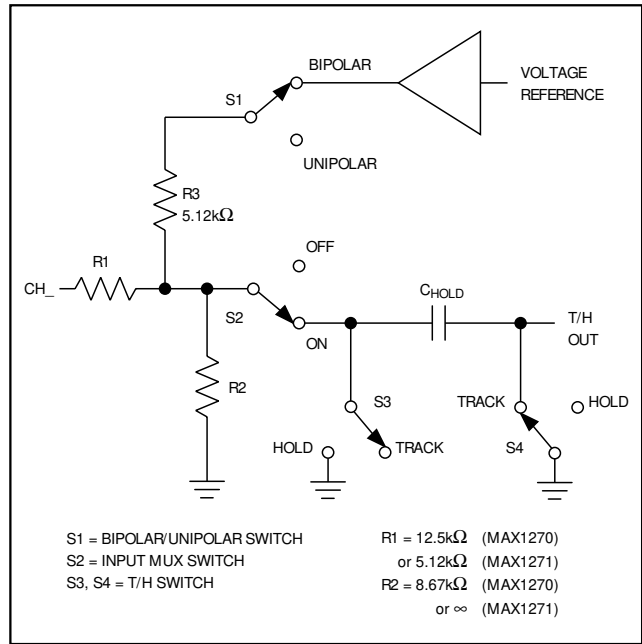 BIPOLAR
VOLTAGE
REFERENCE
S1
UNIPOLAR
R3
5.12kΩ
OFF
R1
CHOLD
CH_
S2
T/H
OUT
ON
R2
S3
TRACK
HOLD
HOLD
TRACK
S4
S1 = BIPOLAR/UNIPOLAR SWITCH
S2 = INPUT MUX SWITCH
S3, S4 = T/H SWITCH
R1 = 12.5kΩ (MAX1270)
or 5.12kΩ (MAX1271)
R2 = 8.67kΩ (MAX1270)
or ∞ (MAX1271)